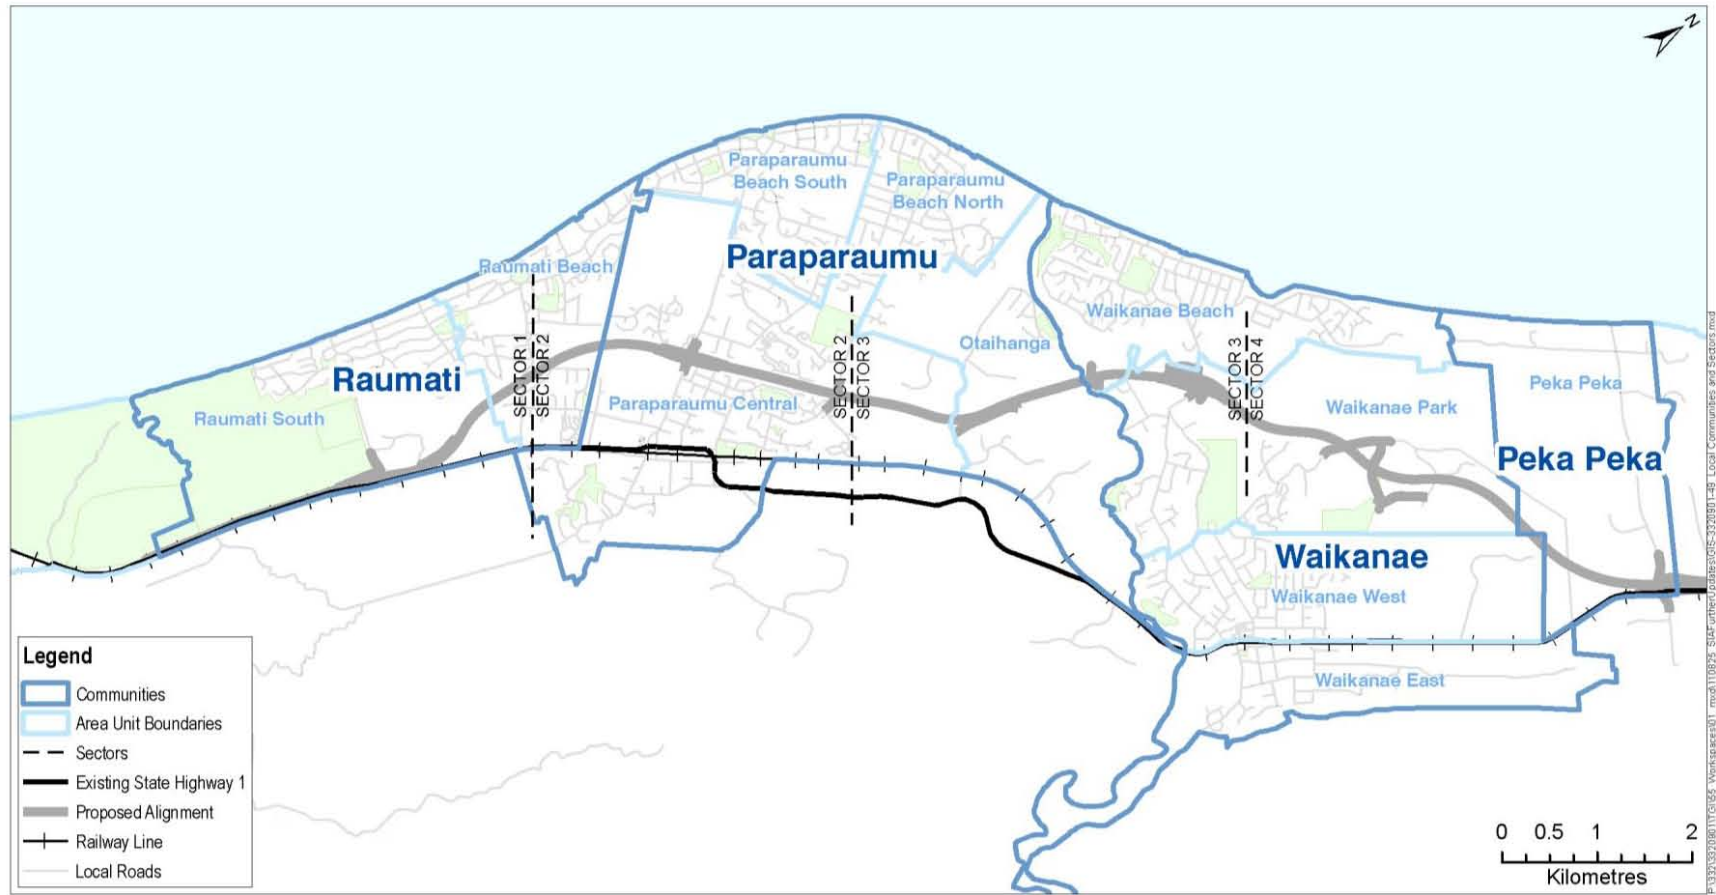 N
Paraparaumu
Beach South
Paraparaumu
Beach North
Paraparaumu
Raumati Beach
Waikanae Beach
SECTOR 1
SECTOR 2
SECTOR 2
SECTOR 3
Otaihanga
SECTOR 3
SECTOR 4
Raumati
Raumati South
Paraparaumu Central
Peka Peka
Waikanae Park
Peka Peka
Waikanae
Waikanae West
Waikanae East
Legend
Communities
Area Unit Boundaries
Sectors
Existing State Highway 1
Proposed Alignment
Railway Line
Local Roads
0 0.5 1 2
Kilometres